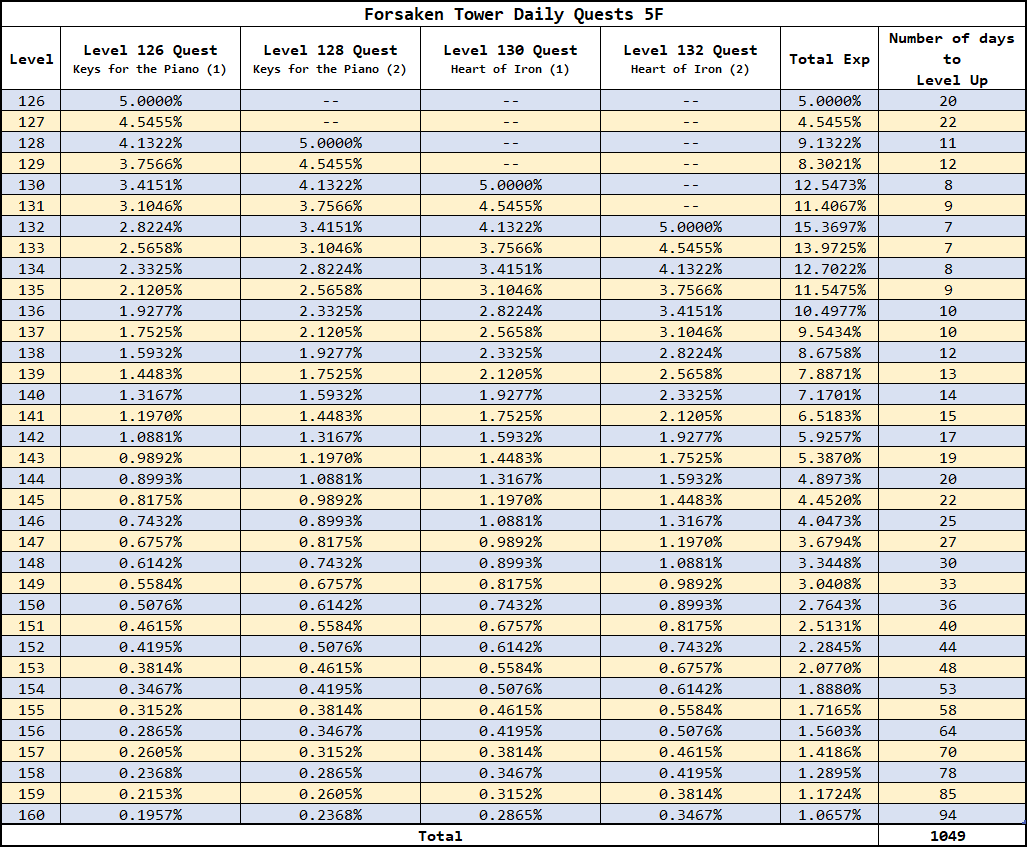 Forsaken Tower Daily Quests 5F
Level Level 126 Quest Keys for the Piano (1) Level 128 Quest Keys for the Piano (2) Level 130 Quest Heart of Iron (1) Level 132 Quest Heart of Iron (2) Total Exp Number of days to Level Up
126 5.0000% -- -- -- 5.0000% 20
127 4.5455% -- -- -- 4.5455% 22
128 4.1322% 5.0000% -- -- 9.1322% 11
129 3.7566% 4.5455% -- -- 8.3021% 12
130 3.4151% 4.1322% 5.0000% -- 12.5473% 8
131 3.1046% 3.7566% 4.5455% -- 11.4067% 9
132 2.8224% 3.4151% 4.1322% 5.0000% 15.3697% 7
133 2.5658% 3.1046% 3.7566% 4.5455% 13.9725% 7
134 2.3325% 2.8224% 3.4151% 4.1322% 12.7022% 8
135 2.1205% 2.5658% 3.1046% 3.7566% 11.5475% 9
136 1.9277% 2.3325% 2.8224% 3.4151% 10.4977% 10
137 1.7525% 2.1205% 2.5658% 3.1046% 9.5434% 10
138 1.5932% 1.9277% 2.3325% 2.8224% 8.6758% 12
139 1.4483% 1.7525% 2.1205% 2.5658% 7.8871% 13
140 1.3167% 1.5932% 1.9277% 2.3325% 7.1701% 14
141 1.1970% 1.4483% 1.7525% 2.1205% 6.5183% 15
142 1.0881% 1.3167% 1.5932% 1.9277% 5.9257% 17
143 0.9892% 1.1970% 1.4483% 1.7525% 5.3870% 19
144 0.8993% 1.0881% 1.3167% 1.5932% 4.8973% 20
145 0.8175% 0.9892% 1.1970% 1.4483% 4.4520% 22
146 0.7432% 0.8993% 1.0881% 1.3167% 4.0473% 25
147 0.6757% 0.8175% 0.9892% 1.1970% 3.6794% 27
148 0.6142% 0.7432% 0.8993% 1.0881% 3.3448% 30
149 0.5584% 0.6757% 0.8175% 0.9892% 3.0408% 33
150 0.5076% 0.6142% 0.7432% 0.8993% 2.7643% 36
151 0.4615% 0.5584% 0.6757% 0.8175% 2.5131% 40
152 0.4195% 0.5076% 0.6142% 0.7432% 2.2845% 44
153 0.3814% 0.4615% 0.5584% 0.6757% 2.0770% 48
154 0.3467% 0.4195% 0.5076% 0.6142% 1.8880% 53
155 0.3152% 0.3814% 0.4615% 0.5584% 1.7165% 58
156 0.2865% 0.3467% 0.4195% 0.5076% 1.5603% 64
157 0.2605% 0.3152% 0.3814% 0.4615% 1.4186% 70
158 0.2368% 0.2865% 0.3467% 0.4195% 1.2895% 78
159 0.2153% 0.2605% 0.3152% 0.3814% 1.1724% 85
160 0.1957% 0.2368% 0.2865% 0.3467% 1.0657% 94
Total 1049